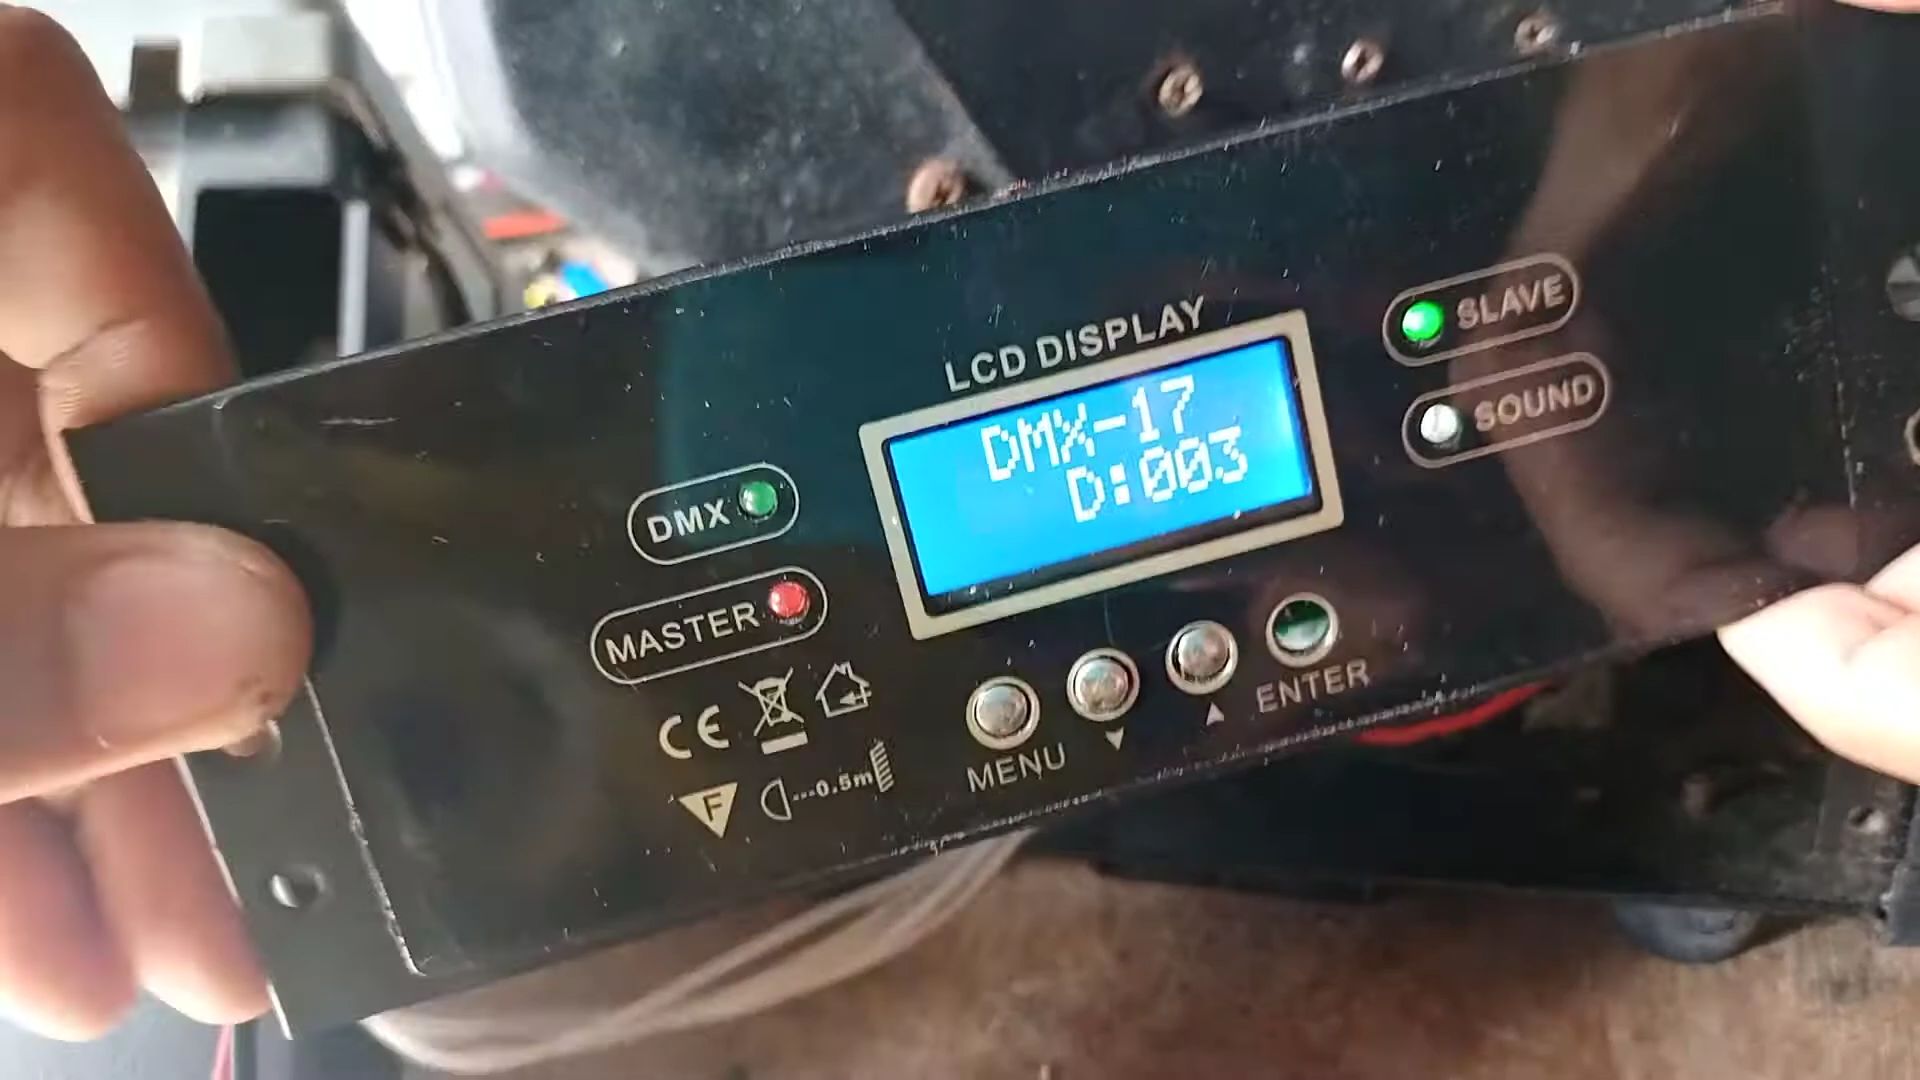 LCD DISPLAY
DMX-17
D:003
SLAVE
SOUND
DMX
MASTER
CE
F
---0.5m
MENU
ENTER